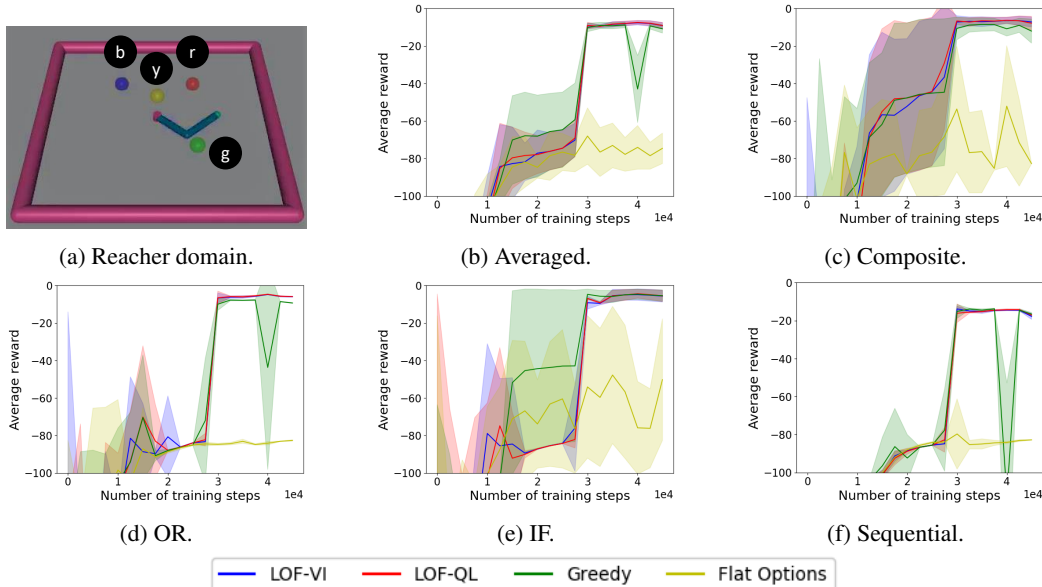 b
r
y
g
(a) Reacher domain.
Average reward
0
−20
−40
−60
−80
−100
0
1
2
3
4
1e4
Number of training steps
(b) Averaged.
Average reward
0
−20
−40
−60
−80
−100
0
1
2
3
4
1e4
Number of training steps
(c) Composite.
Average reward
0
−20
−40
−60
−80
−100
0
1
2
3
4
1e4
Number of training steps
(d) OR.
Average reward
0
−20
−40
−60
−80
−100
0
1
2
3
4
1e4
Number of training steps
(e) IF.
Average reward
0
−20
−40
−60
−80
−100
0
1
2
3
4
1e4
Number of training steps
(f) Sequential.
LOF-VI LOF-QL Greedy Flat Options